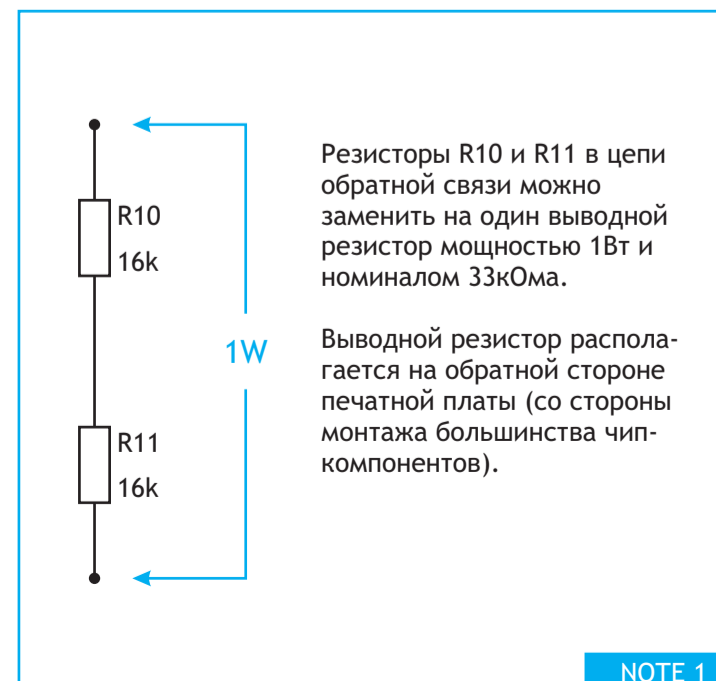 R10
16k
1W
R11
16k
Резисторы R10 и R11 в цепи
обратной связи можно
заменить на один выводной
резистор мощностью 1Вт и
номиналом 33кОма.
Выводной резистор распола-
гается на обратной стороне
печатной платы (со стороны
монтажа большинства чип-
компонентов).
NOTE 1